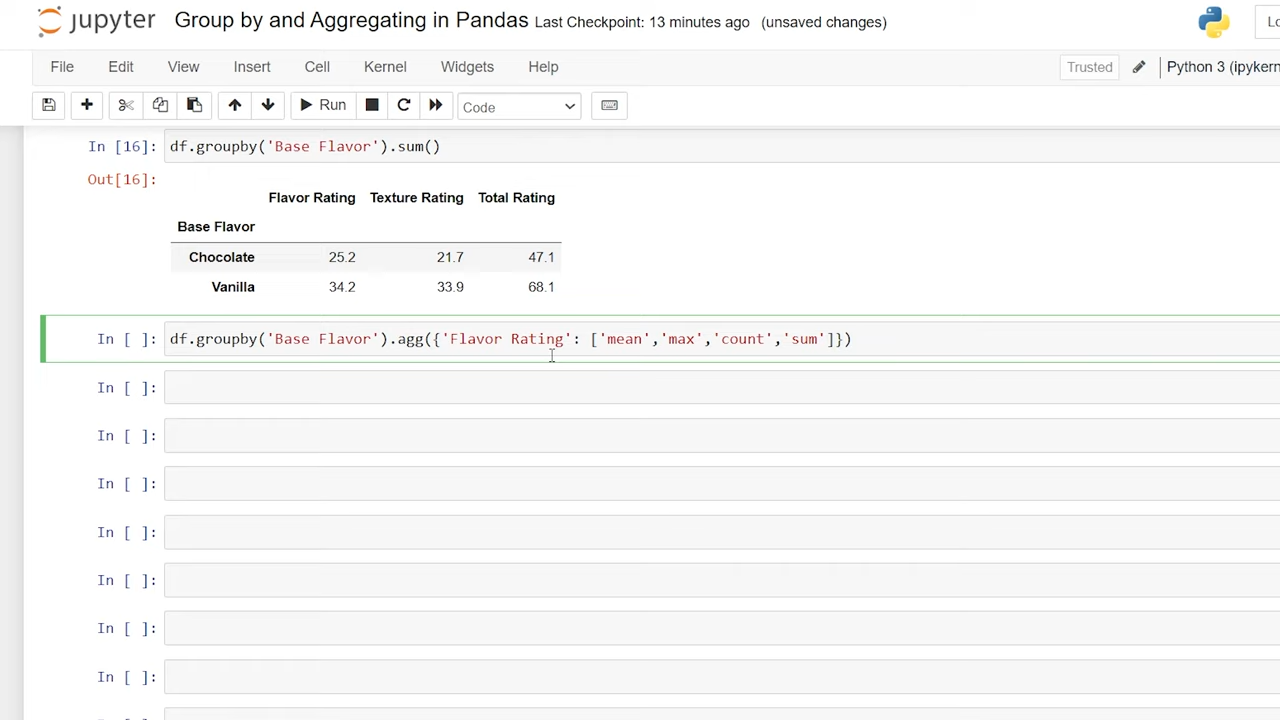 jupyter Group by and Aggregating in Pandas Last Checkpoint: 13 minutes ago (unsaved changes)
File Edit View Insert Cell Kernel Widgets Help Trusted Python 3 (ipykern
Run Code
In [16]: df.groupby('Base Flavor').sum()
Out[16]:
Flavor Rating Texture Rating Total Rating
Base Flavor
Chocolate 25.2 21.7 47.1
Vanilla 34.2 33.9 68.1
In [ ]: df.groupby('Base Flavor').agg({'Flavor Rating': ['mean','max','count','sum']})
In [ ]:
In [ ]:
In [ ]:
In [ ]:
In [ ]:
In [ ]:
In [ ]: